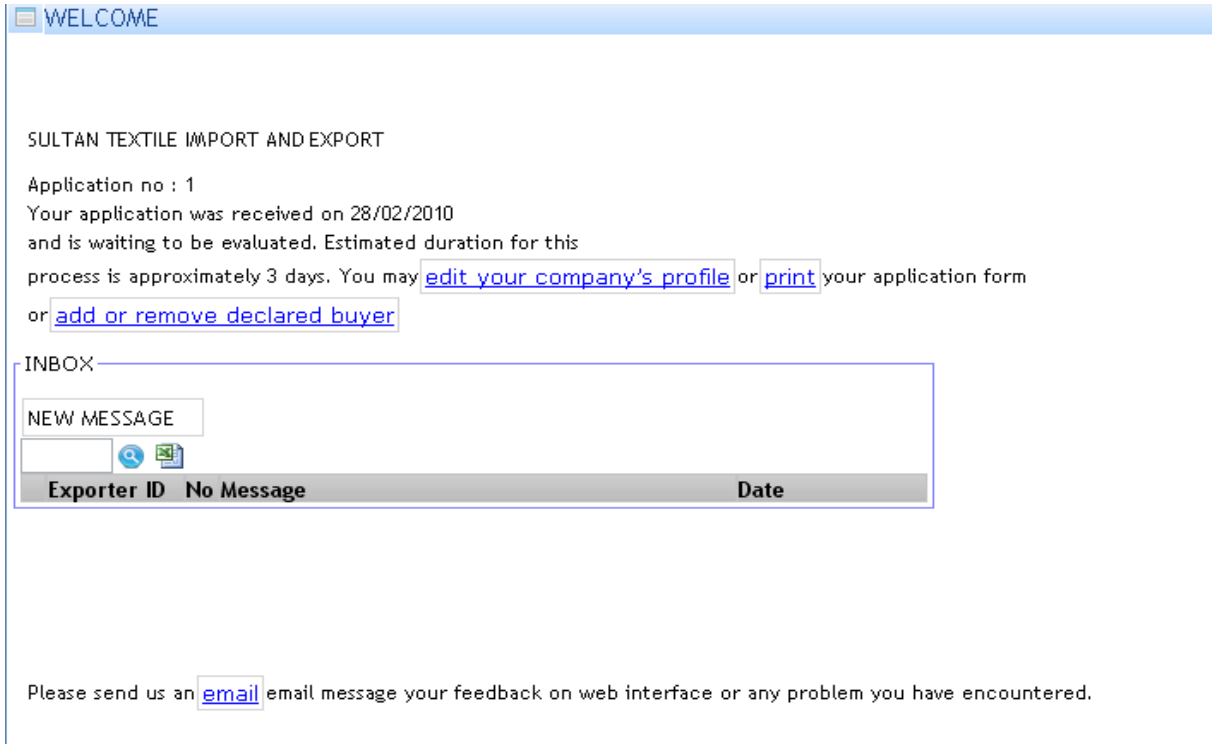 WELCOME
SULTAN TEXTILE IMPORT AND EXPORT
Application no : 1
Your application was received on 28/02/2010
and is waiting to be evaluated. Estimated duration for this
process is approximately 3 days. You may edit your company's profile or print your application form
or add or remove declared buyer
INBOX
NEW MESSAGE
Exporter ID No Message Date
Please send us an email email message your feedback on web interface or any problem you have encountered.